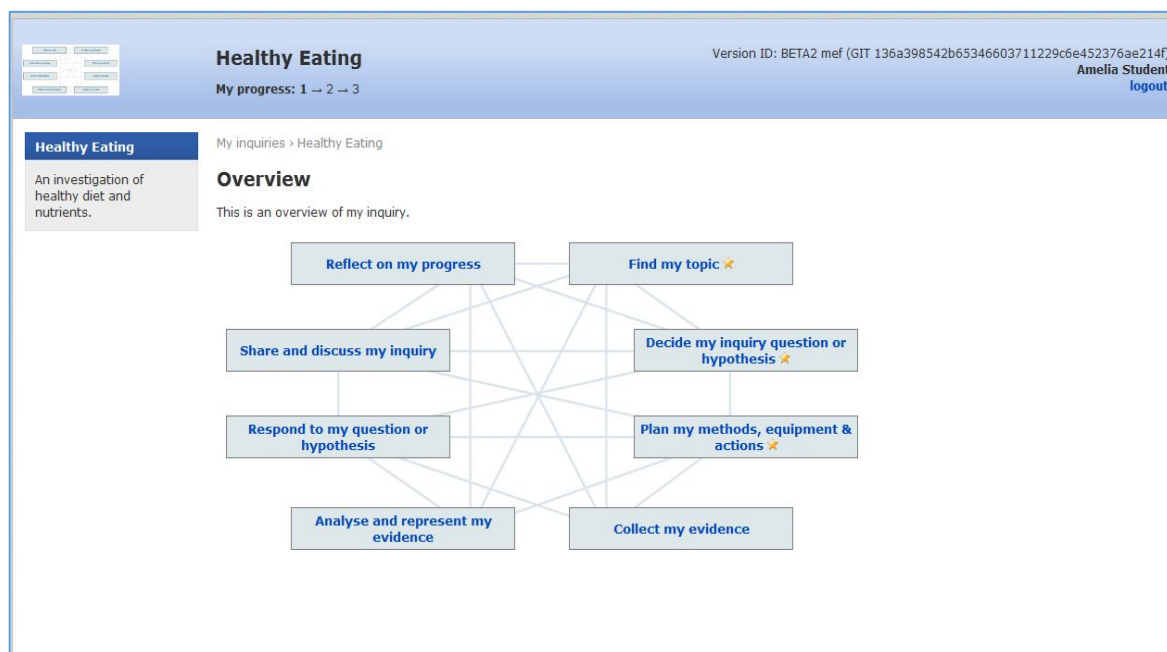 Healthy Eating
Version ID: BETA2 mef (GIT 136a398542b65346603711229c6e452376ae214f)
Amelia Student
My progress: 1 → 2 → 3
logout
Healthy Eating
An investigation of
healthy diet and
nutrients.
My inquiries › Healthy Eating
Overview
This is an overview of my inquiry.
Reflect on my progress
Find my topic
Share and discuss my inquiry
Decide my inquiry question or
hypothesis
Respond to my question or
hypothesis
Plan my methods, equipment &
actions
Analyse and represent my
evidence
Collect my evidence